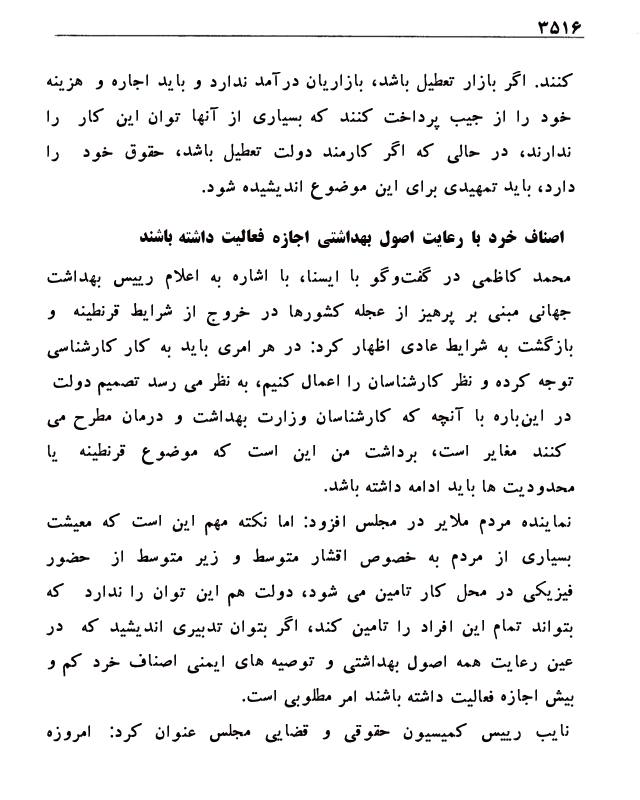 ۳۵۱۶
کنند. اگر بازار تعطیل باشد، بازاریان درآمد ندارد و باید اجاره و هزینه
خود را از جیب پرداخت کنند که بسیاری از آنها توان این کار را
ندارند، در حالی که اگر کارمند دولت تعطیل باشد، حقوق خود را
دارد، باید تمهیدی برای این موضوع اندیشیده شود.
اصناف خرد با رعایت اصول بهداشتی اجازه فعالیت داشته باشند
محمد کاظمی در گفت‌وگو با ایسنا، با اشاره به اعلام رییس بهداشت
جهانی مبنی بر پرهیز از عجله کشورها در خروج از شرایط قرنطینه و
بازگشت به شرایط عادی اظهار کرد: در هر امری باید به کار کارشناسی
توجه کرده و نظر کارشناسان را اعمال کنیم، به نظر می رسد تصمیم دولت
در این‌باره با آنچه که کارشناسان وزارت بهداشت و درمان مطرح می
کنند مغایر است، برداشت من این است که موضوع قرنطینه یا
محدودیت ها باید ادامه داشته باشد.
نماینده مردم ملایر در مجلس افزود: اما نکته مهم این است که معیشت
بسیاری از مردم به خصوص اقشار متوسط و زیر متوسط از حضور
فیزیکی در محل کار تامین می شود، دولت هم این توان را ندارد که
بتواند تمام این افراد را تامین کند، اگر بتوان تدبیری اندیشید که در
عین رعایت همه اصول بهداشتی و توصیه های ایمنی اصناف خرد کم و
بیش اجازه فعالیت داشته باشند امر مطلوبی است.
نایب رییس کمیسیون حقوقی و قضایی مجلس عنوان کرد: امروزه